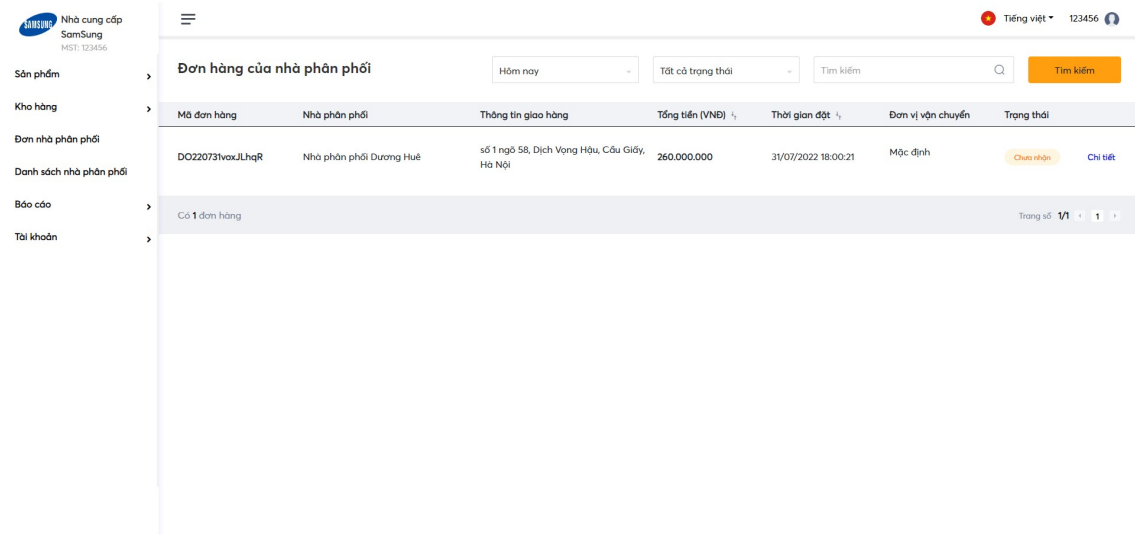 SAMSUNG
Nhà cung cấp
SamSung
MST: 123456
Sản phẩm
Kho hàng
Đơn nhà phân phối
Danh sách nhà phân phối
Báo cáo
Tài khoản
Tiếng việt
123456
Đơn hàng của nhà phân phối
Hôm nay
Tất cả trạng thái
Tìm kiếm
Tìm kiếm
Mã đơn hàng
Nhà phân phối
Thông tin giao hàng
Tổng tiền (VNĐ)
Thời gian đặt
Đơn vị vận chuyển
Trạng thái
DO220731voxJLhqR
Nhà phân phối Dương Huê
số 1 ngõ 58, Dịch Vọng Hậu, Cầu Giấy,
Hà Nội
260.000.000
31/07/2022 18:00:21
Mặc định
Chưa nhận
Chi tiết
Có 1 đơn hàng
Trang số 1/1
1